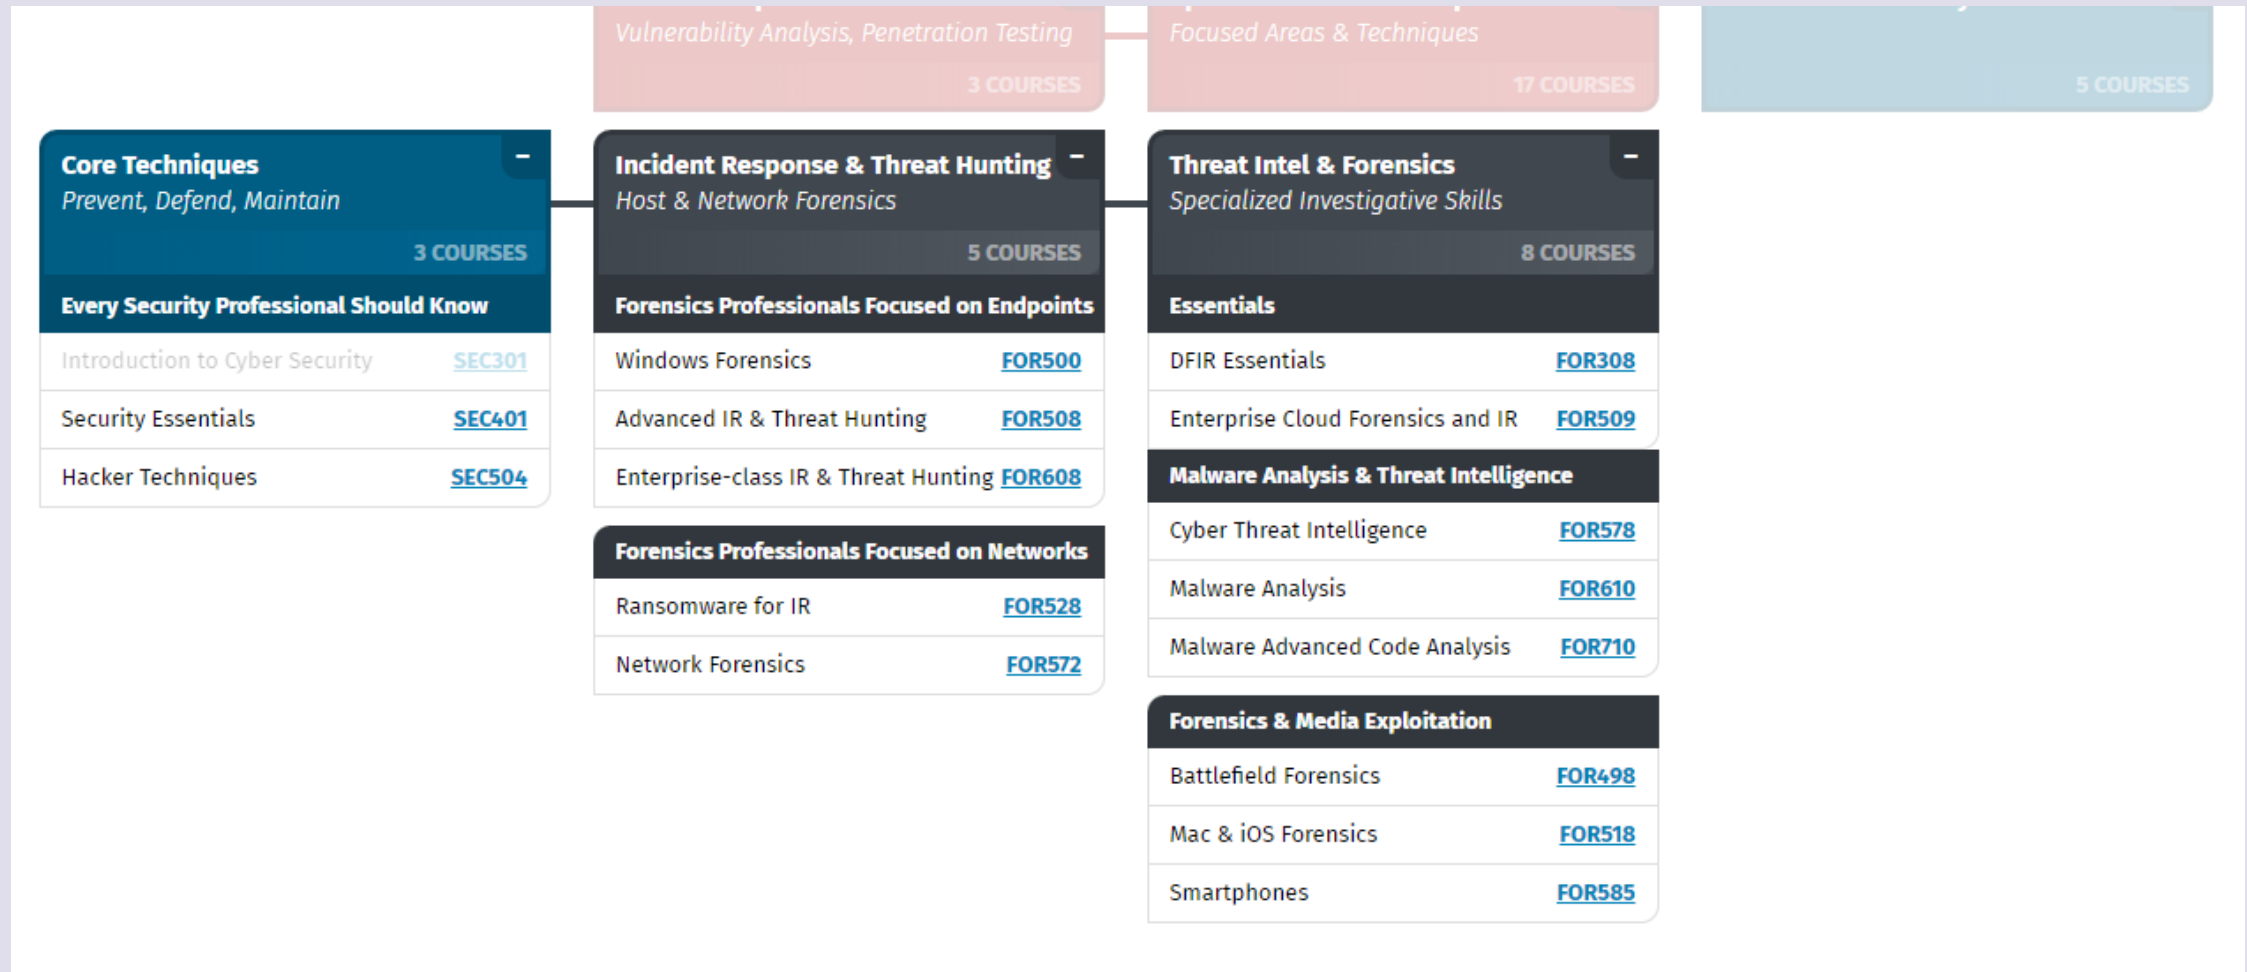 Vulnerability Analysis, Penetration Testing
3 COURSES
Focused Areas & Techniques
17 COURSES
5 COURSES
Core Techniques
–
Prevent, Defend, Maintain
3 COURSES
Every Security Professional Should Know
Introduction to Cyber Security SEC301
Security Essentials SEC401
Hacker Techniques SEC504
Incident Response & Threat Hunting
–
Host & Network Forensics
5 COURSES
Forensics Professionals Focused on Endpoints
Windows Forensics FOR500
Advanced IR & Threat Hunting FOR508
Enterprise-class IR & Threat Hunting FOR608
Forensics Professionals Focused on Networks
Ransomware for IR FOR528
Network Forensics FOR572
Threat Intel & Forensics
–
Specialized Investigative Skills
8 COURSES
Essentials
DFIR Essentials FOR308
Enterprise Cloud Forensics and IR FOR509
Malware Analysis & Threat Intelligence
Cyber Threat Intelligence FOR578
Malware Analysis FOR610
Malware Advanced Code Analysis FOR710
Forensics & Media Exploitation
Battlefield Forensics FOR498
Mac & iOS Forensics FOR518
Smartphones FOR585